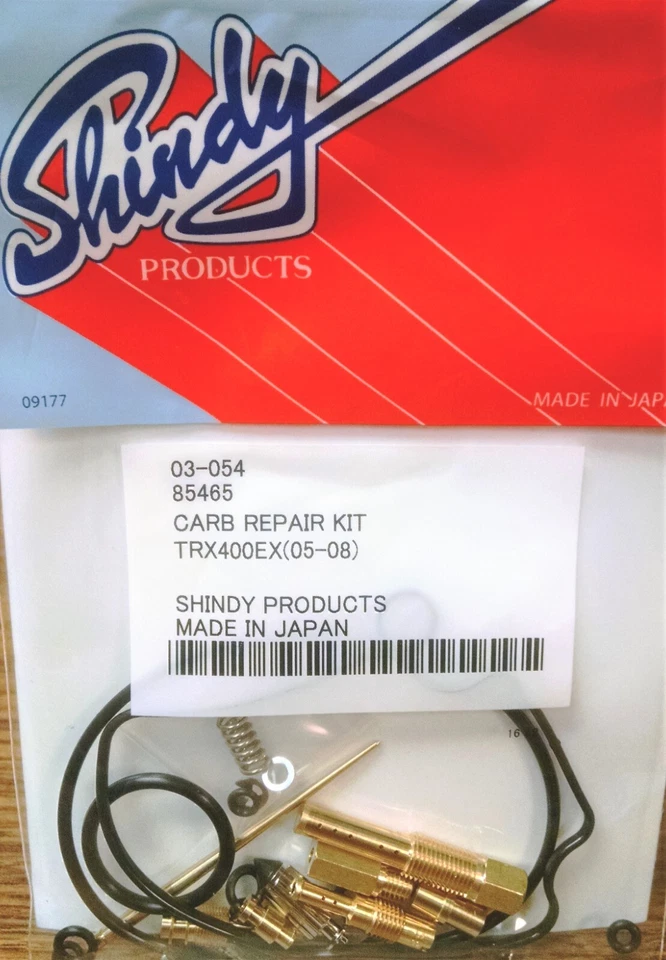 Shindy
PRODUCTS
09177
MADE IN JAPA
03-054
85465
CARB REPAIR KIT
TRX400EX(05-08)
SHINDY PRODUCTS
MADE IN JAPAN